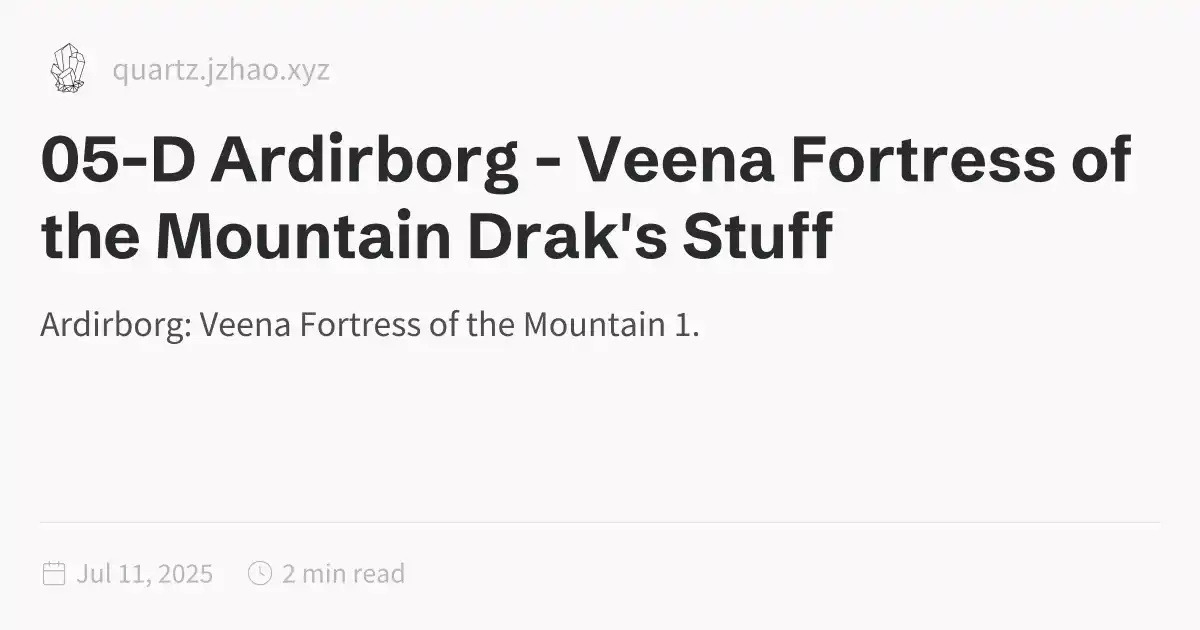 quartz.jzhao.xyz
05-D Ardirborg - Veena Fortress of
the Mountain Drak's Stuff
Ardirborg: Veena Fortress of the Mountain 1.
Jul 11, 2025 2 min read